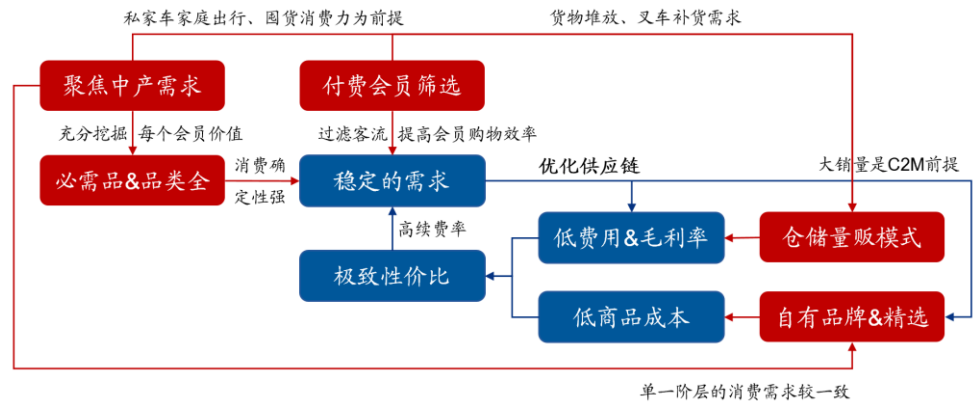 私家车家庭出行、囤货消费力为前提
货物堆放、叉车补货需求
聚焦中产需求
付费会员筛选
充分挖掘 每个会员价值
过滤客流 提高会员购物效率
必需品&品类全
消费确
定性强
稳定的需求
优化供应链
大销量是C2M前提
高续费率
低费用&毛利率
仓储量贩模式
极致性价比
低商品成本
自有品牌&精选
单一阶层的消费需求较一致